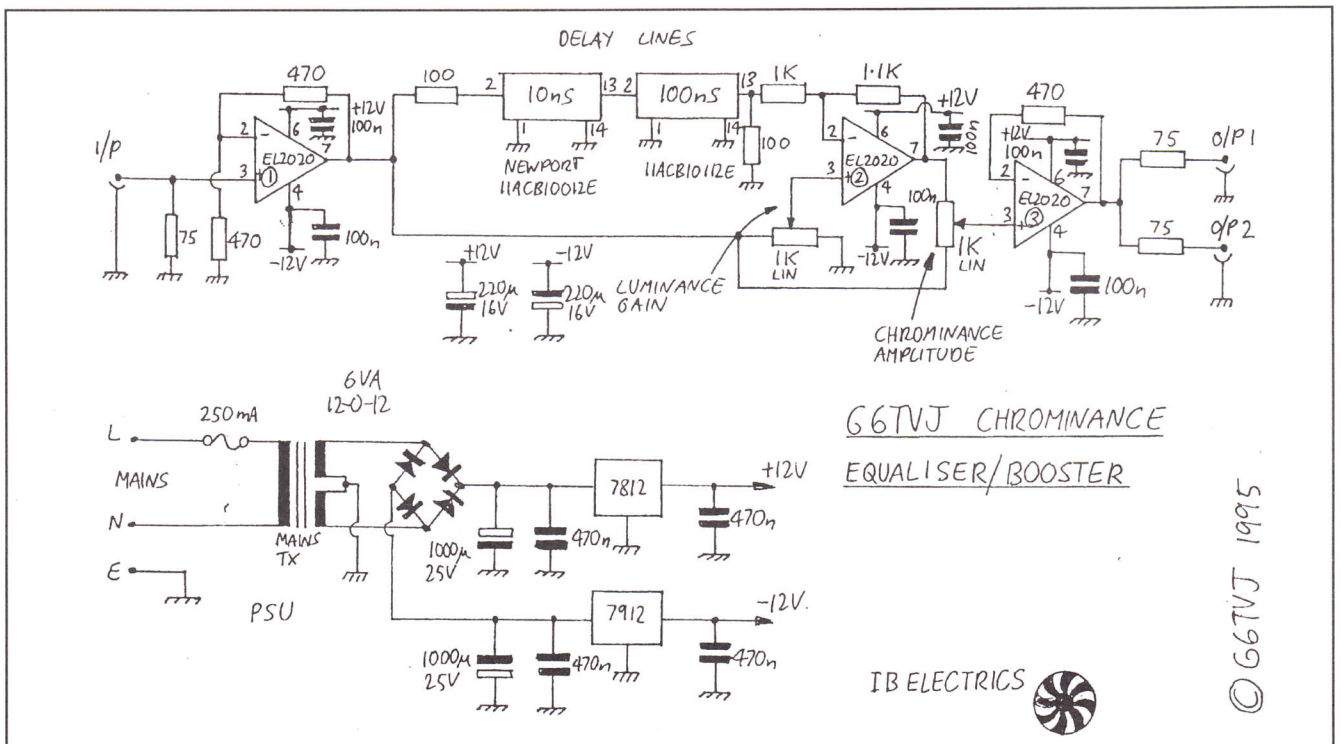 DELAY LINES
470
100
2
10nS
13
2
100nS
13
1K
1·1K
+12V
100n
6
2
-
7
I/P
EL2020
3
+
①
4
1
14
1
14
100
NEWPORT
11ACB10012E
11ACB10112E
75
470
-12V
100n
2
-
6
7
EL2020
3
+
②
4
+12V
100n
100n
-12V
1K
LIN
1K
LIN
LUMINANCE
GAIN
CHROMINANCE
AMPLITUDE
470
+12V
100n
2
-
6
7
EL2020
3
+
③
4
-12V
100n
75
O/P 1
75
O/P 2
+12V
220μ
16V
-12V
220μ
16V
6VA
12-0-12
250mA
L
MAINS
N
E
MAINS
TX
PSU
1000μ
25V
470n
7812
470n
+12V
1000μ
25V
470n
7912
470n
-12V.
G6TVJ CHROMINANCE
EQUALISER/BOOSTER
IB ELECTRICS
© G6TVJ 1995